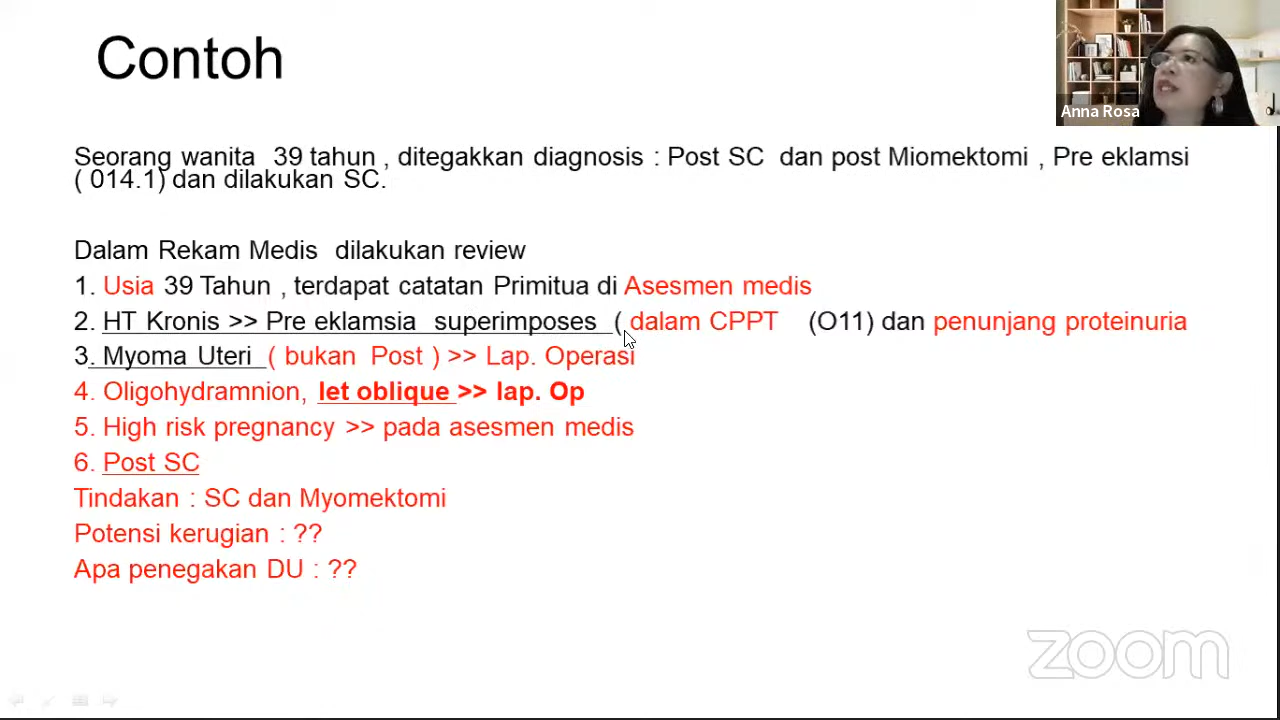 Contoh
Anna Rosa
Seorang wanita 39 tahun , ditegakkan diagnosis : Post SC dan post Miomektomi , Pre eklamsi
( 014.1) dan dilakukan SC.
Dalam Rekam Medis dilakukan review
1. Usia 39 Tahun , terdapat catatan Primitua di Asesmen medis
2. HT Kronis >> Pre eklamsia superimposes ( dalam CPPT (O11) dan penunjang proteinuria
3. Myoma Uteri ( bukan Post ) >> Lap. Operasi
4. Oligohydramnion, let oblique >> lap. Op
5. High risk pregnancy >> pada asesmen medis
6. Post SC
Tindakan : SC dan Myomektomi
Potensi kerugian : ??
Apa penegakan DU : ??
zoom